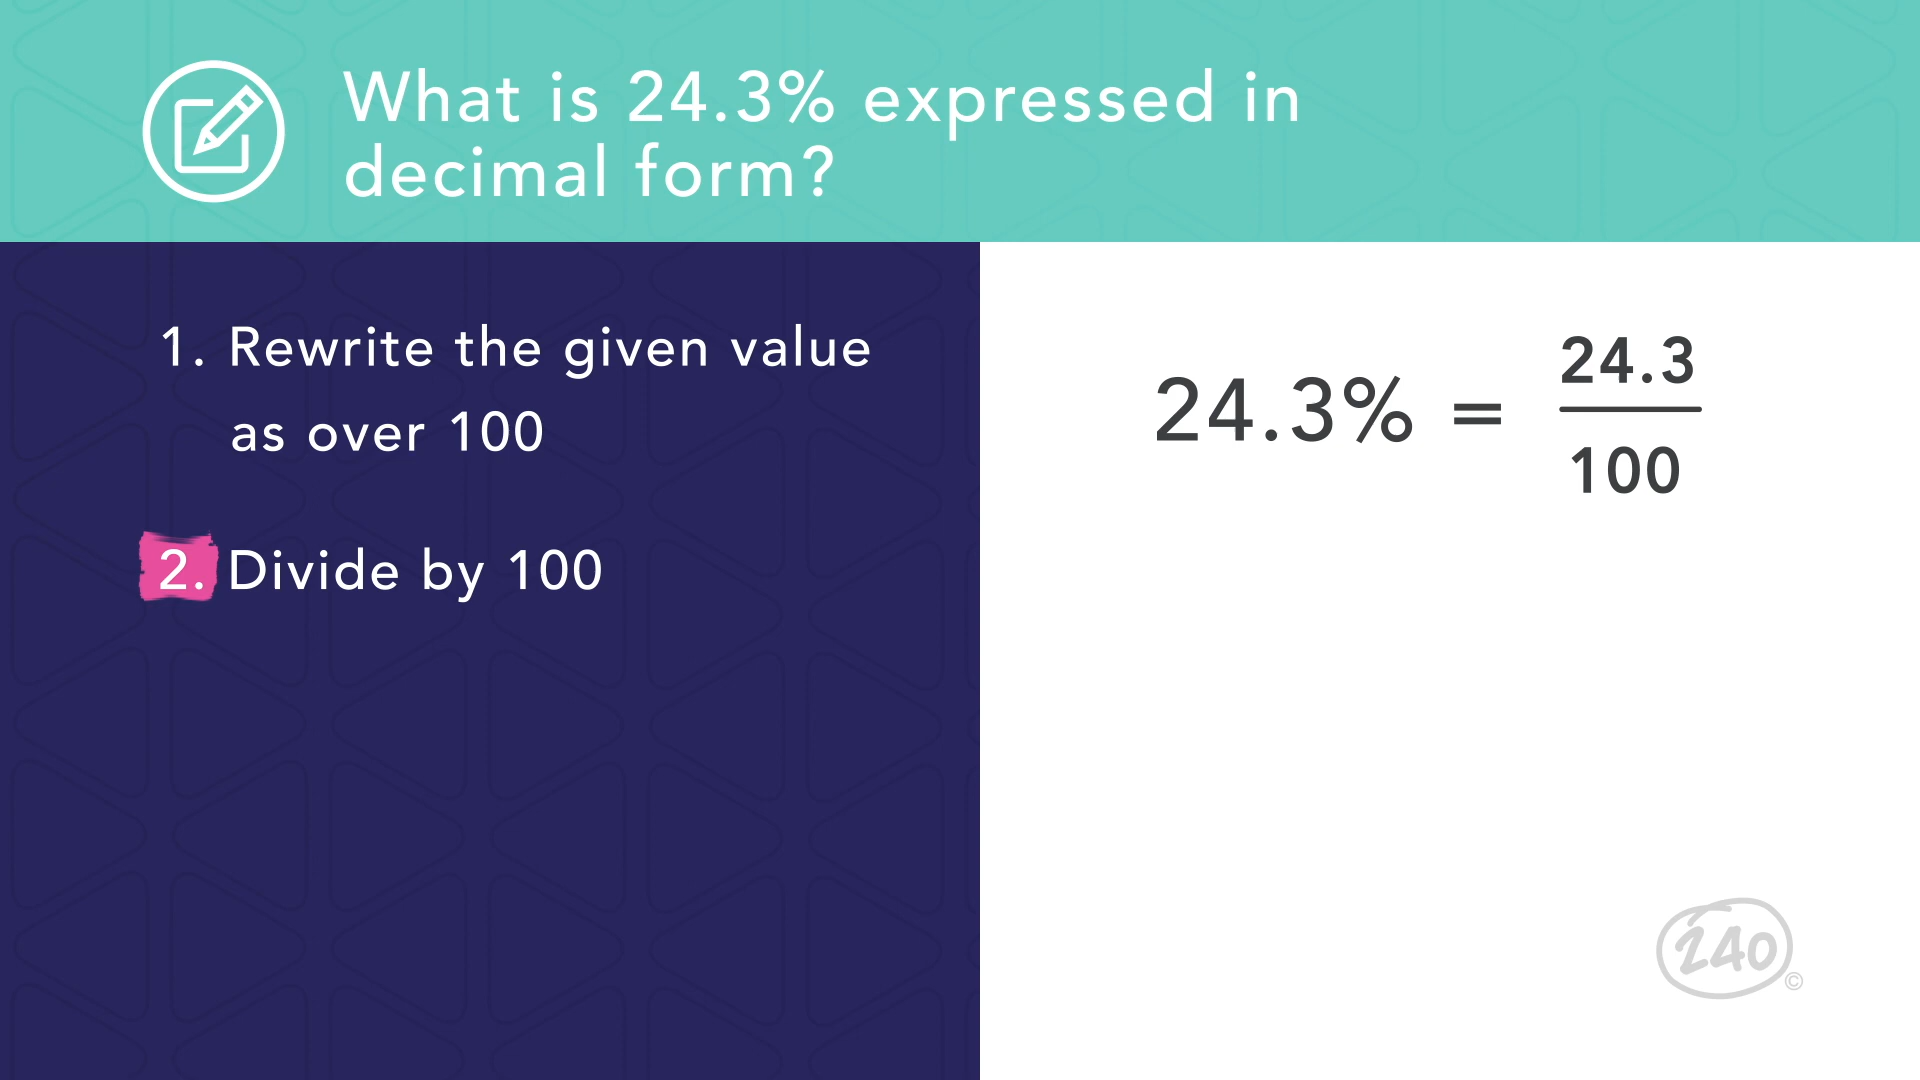 What is 24.3% expressed in
decimal form?
1. Rewrite the given value
as over 100
2. Divide by 100
24.3% = 24.3
100
240
©